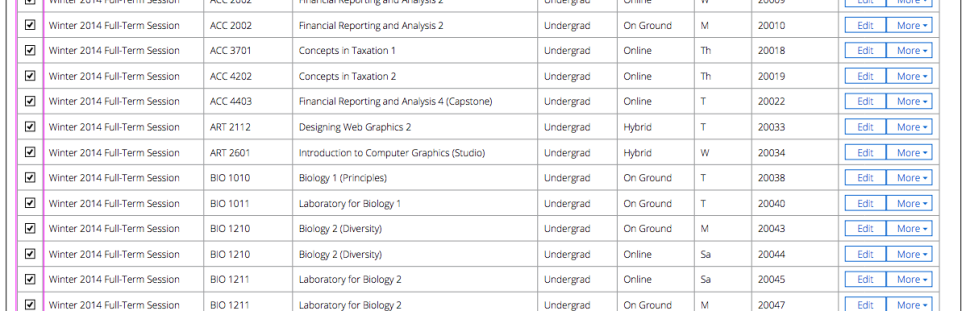 Winter 2014 Full-Term Session ACC 2002 Financial Reporting and Analysis 2 Undergrad Online W 20009 Edit More
Winter 2014 Full-Term Session ACC 2002 Financial Reporting and Analysis 2 Undergrad On Ground M 20010 Edit More
Winter 2014 Full-Term Session ACC 3701 Concepts in Taxation 1 Undergrad Online Th 20018 Edit More
Winter 2014 Full-Term Session ACC 4202 Concepts in Taxation 2 Undergrad Online Th 20019 Edit More
Winter 2014 Full-Term Session ACC 4403 Financial Reporting and Analysis 4 (Capstone) Undergrad Online T 20022 Edit More
Winter 2014 Full-Term Session ART 2112 Designing Web Graphics 2 Undergrad Hybrid T 20033 Edit More
Winter 2014 Full-Term Session ART 2601 Introduction to Computer Graphics (Studio) Undergrad Hybrid W 20034 Edit More
Winter 2014 Full-Term Session BIO 1010 Biology 1 (Principles) Undergrad On Ground T 20038 Edit More
Winter 2014 Full-Term Session BIO 1011 Laboratory for Biology 1 Undergrad On Ground T 20040 Edit More
Winter 2014 Full-Term Session BIO 1210 Biology 2 (Diversity) Undergrad On Ground M 20043 Edit More
Winter 2014 Full-Term Session BIO 1210 Biology 2 (Diversity) Undergrad Online Sa 20044 Edit More
Winter 2014 Full-Term Session BIO 1211 Laboratory for Biology 2 Undergrad Online Sa 20045 Edit More
Winter 2014 Full-Term Session BIO 1211 Laboratory for Biology 2 Undergrad On Ground M 20047 Edit More